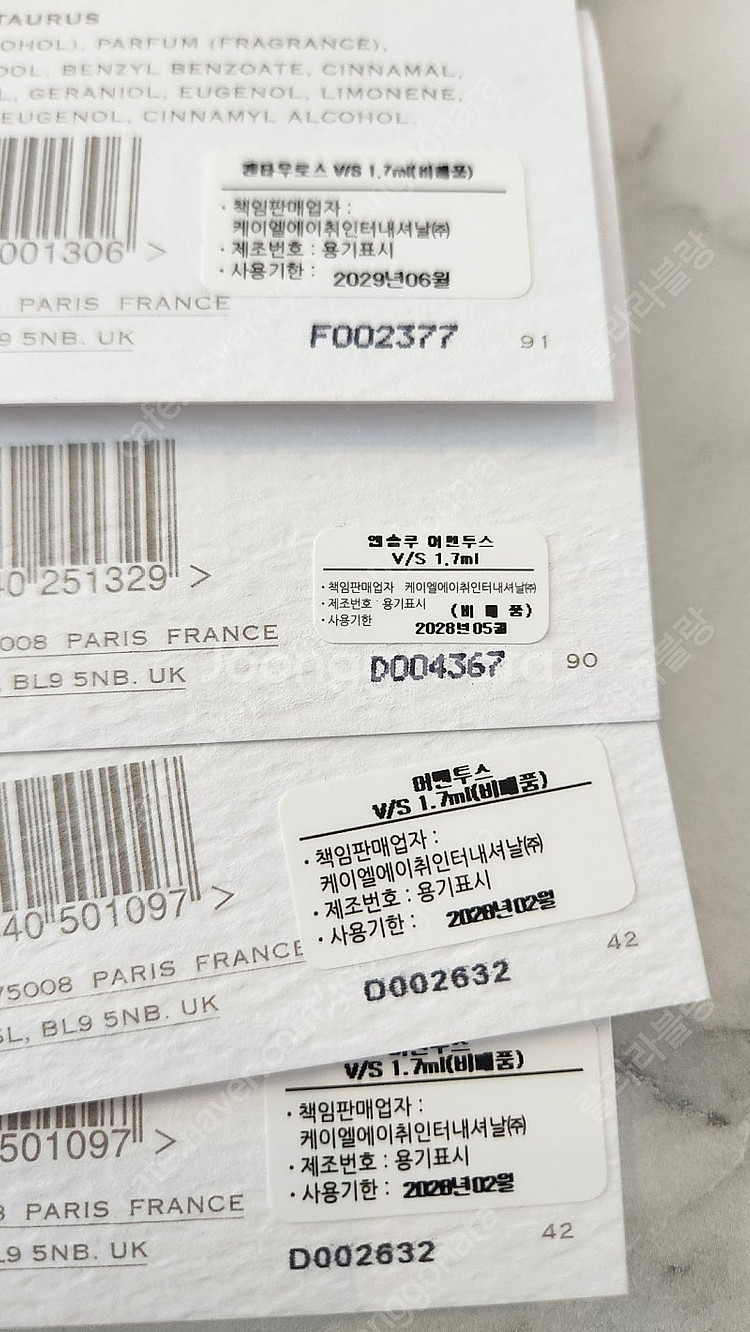 TAURUS
OHOL), PARFUM (FRAGRANCE),
OOL, BENZYL BENZOATE, CINNAMAL,
L, GERANIOL, EUGENOL, LIMONENE,
EUGENOL, CINNAMYL ALCOHOL.
001306 >
켄타우로스 V/S 1.7ml(비매품)
· 책임판매업자 :
케이엘에이취인터내셔날㈜
· 제조번호 : 용기표시
· 사용기한 : 2029년06월
PARIS FRANCE
9 5NB. UK
F002377
91
40 251329 >
엔슬쿠 어벤투스
V/S 1.7ml
· 책임판매업자 케이엘에이취인터내셔날㈜
· 제조번호 : 용기표시 (비매품)
· 사용기한 2028년05월
008 PARIS FRANCE
, BL9 5NB. UK
D004367
90
40 501097 >
어벤투스
V/S 1.7ml(비매품)
· 책임판매업자 :
케이엘에이취인터내셔날㈜
· 제조번호 : 용기표시
· 사용기한 : 2028년02월
75008 PARIS FRANCE
SL, BL9 5NB. UK
D002632
42
501097 >
V/S 1.7ml(비매품)
· 책임판매업자 :
케이엘에이취인터내셔날㈜
· 제조번호 : 용기표시
· 사용기한 : 2028년02월
8 PARIS FRANCE
L9 5NB. UK
D002632
42